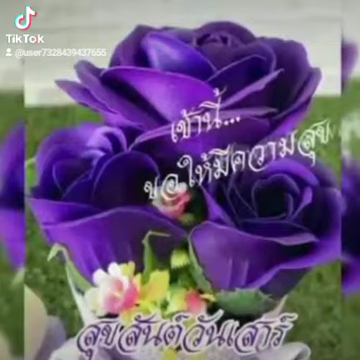 TikTok
@user7328439437655
เช้านี้...
ขอให้มีความสุข
สุขสันต์วันเสาร์